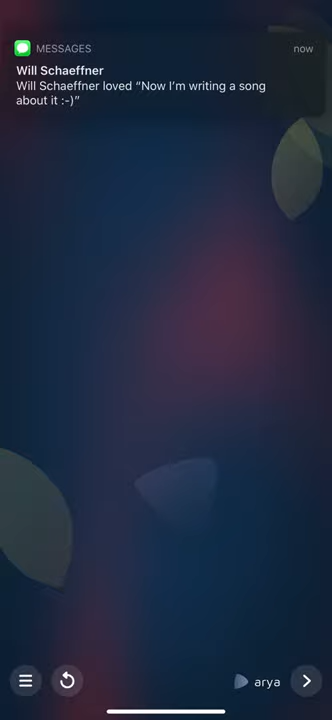 MESSAGES now
Will Schaeffner
Will Schaeffner loved “Now I’m writing a song
about it :-)”
arya